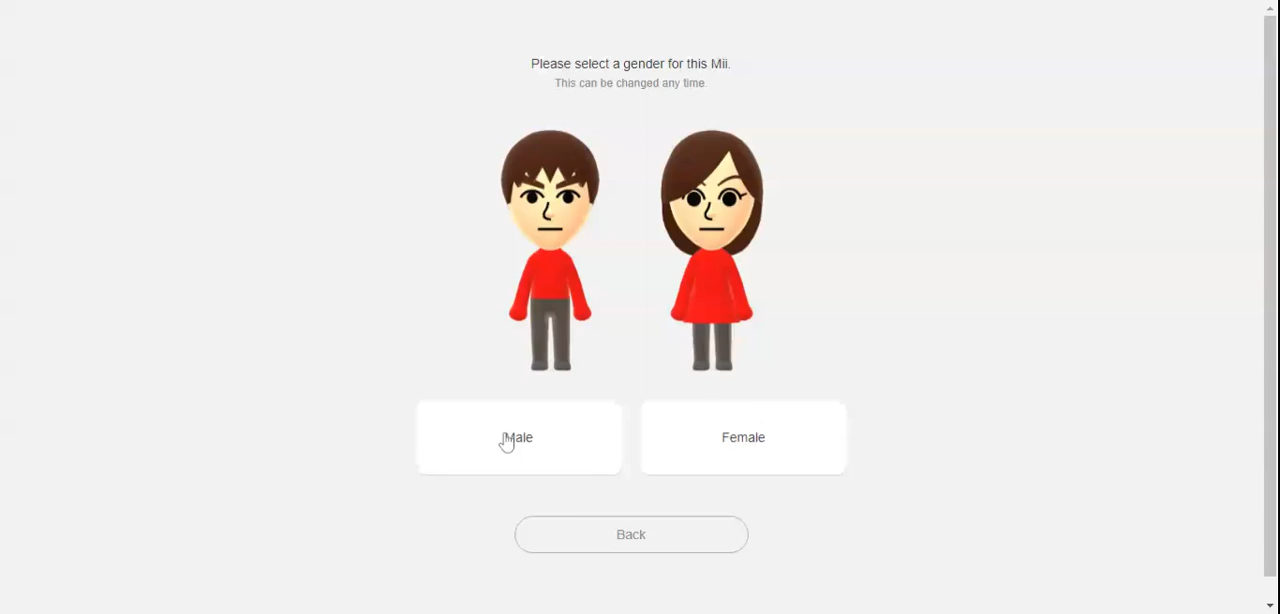 Please select a gender for this Mii.
This can be changed any time.
Male
Female
Back